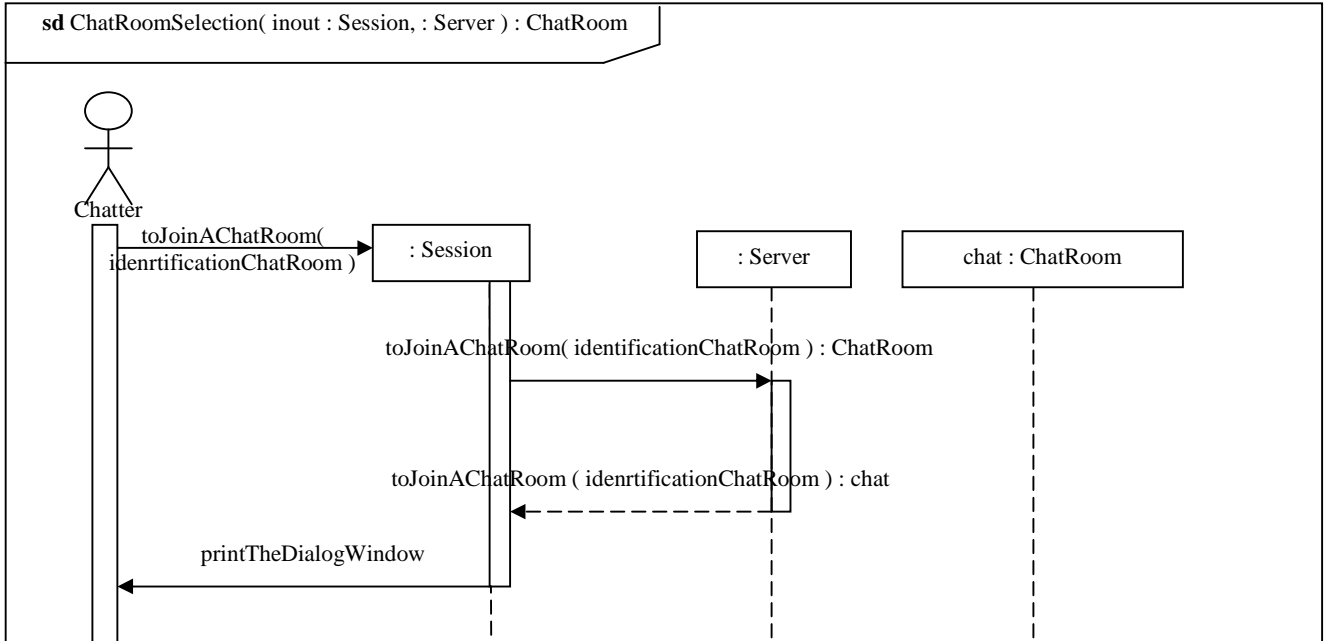 sd ChatRoomSelection( inout : Session, : Server ) : ChatRoom
Chatter
toJoinAChatRoom(
idenrtificationChatRoom )
: Session
: Server
chat : ChatRoom
toJoinAChatRoom( identificationChatRoom ) : ChatRoom
toJoinAChatRoom ( idenrtificationChatRoom ) : chat
printTheDialogWindow